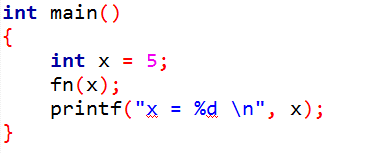 int main()
{
    int x = 5;
    fn(x);
    printf("x = %d \n", x);
}